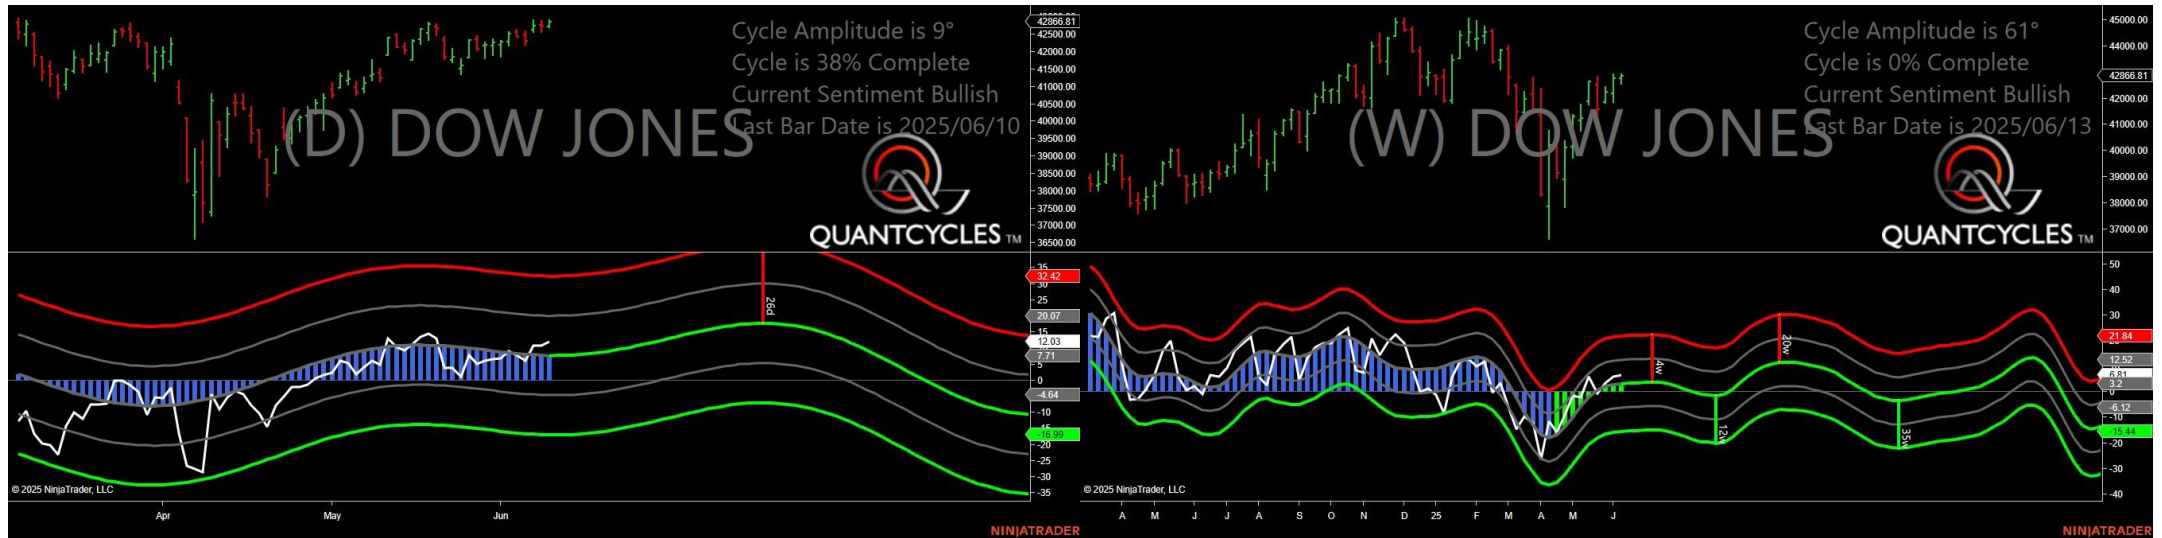 Cycle Amplitude is 9°
Cycle is 38% Complete
Current Sentiment Bullish
Last Bar Date is 2025/06/10
(D) DOW JONES
QUANTCYCLES TM
42866.81
42500.00
42000.00
41500.00
41000.00
40500.00
40000.00
39500.00
39000.00
38500.00
38000.00
37500.00
37000.00
36500.00
26d
35
32.42
30
25
20.07
15
12.03
7.71
5
0
-4.64
-10
-16.99
-20
-25
-30
-35
© 2025 NinjaTrader, LLC
Apr May Jun
NINJATRADER
Cycle Amplitude is 61°
Cycle is 0% Complete
Current Sentiment Bullish
Last Bar Date is 2025/06/13
(W) DOW JONES
QUANTCYCLES TM
45000.00
44000.00
42866.81
42000.00
41000.00
40000.00
39000.00
38000.00
37000.00
4w
12w
20w
35w
50
40
30
21.84
12.52
6.81
3.2
0
-6.12
-10
-15.44
-20
-30
-40
© 2025 NinjaTrader, LLC
A M J J A S O N D 25 F M A M J
NINJATRADER